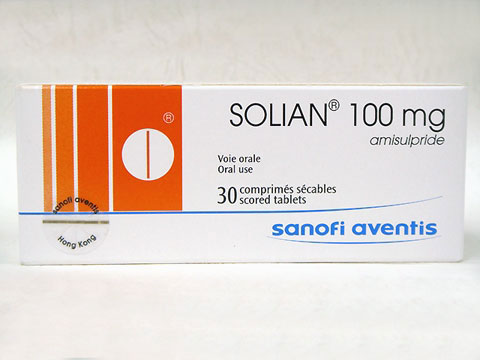 ®
SOLIAN® 100 mg
amisulpride
Voie orale
Oral use
30 comprimés sécables
scored tablets
sanofi aventis
sanofi aventis
Hong Kong